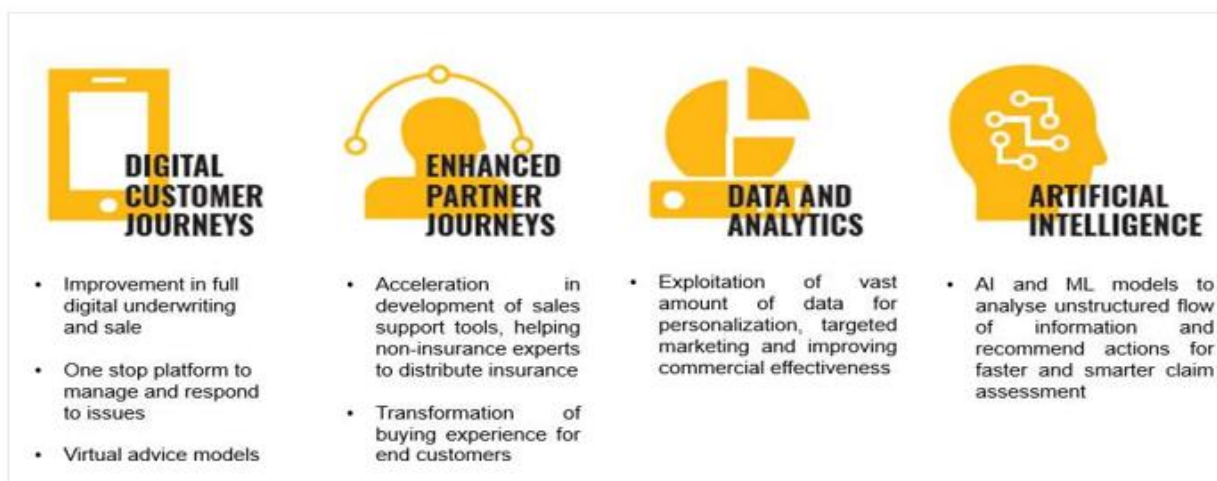 DIGITAL
CUSTOMER
JOURNEYS
• Improvement in full
digital underwriting
and sale
• One stop platform to
manage and respond
to issues
• Virtual advice models
ENHANCED
PARTNER
JOURNEYS
• Acceleration in
development of sales
support tools, helping
non-insurance experts
to distribute insurance
• Transformation of
buying experience for
end customers
DATA AND
ANALYTICS
• Exploitation of vast
amount of data for
personalization, targeted
marketing and improving
commercial effectiveness
ARTIFICIAL
INTELLIGENCE
• AI and ML models to
analyse unstructured flow
of information and
recommend actions for
faster and smarter claim
assessment